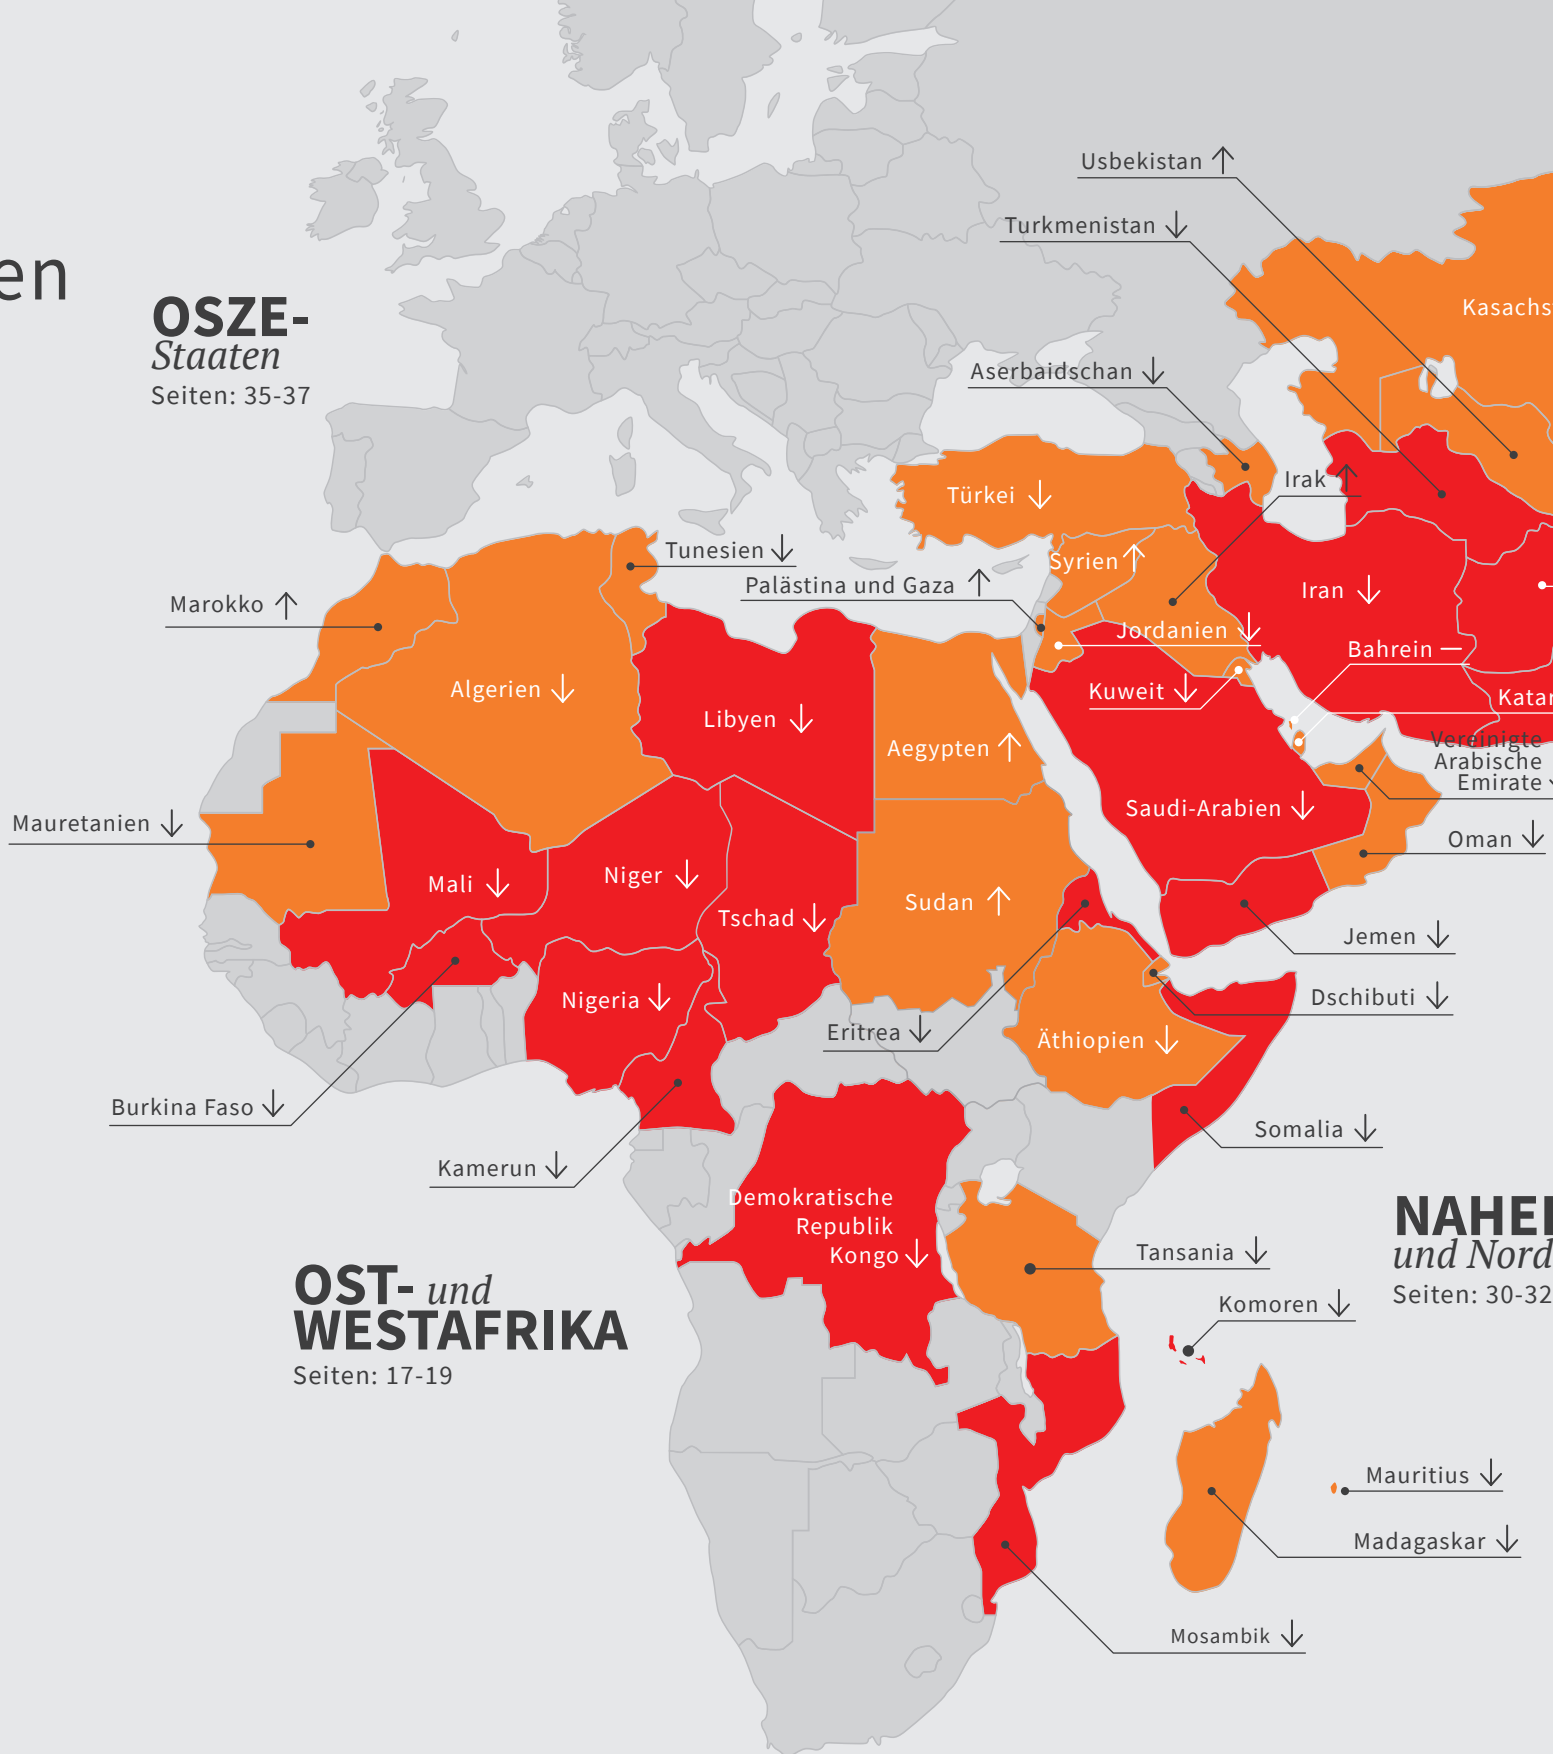 en
OSZE-
Staaten
Seiten: 35-37
Usbekistan ↑
Turkmenistan ↓
Kasachs
Aserbaidschan ↓
Irak ↑
Türkei ↓
Tunesien ↓
Syrien ↑
Palästina und Gaza ↑
Iran ↓
Marokko ↑
Jordanien ↓
Bahrein –
Algerien ↓
Kuweit ↓
Katar
Libyen ↓
Aegypten ↑
Vereinigte
Arabische
Emirate
Saudi-Arabien ↓
Mauretanien ↓
Oman ↓
Mali ↓
Niger ↓
Tschad ↓
Sudan ↑
Jemen ↓
Nigeria ↓
Dschibuti ↓
Eritrea ↓
Äthiopien ↓
Burkina Faso ↓
Somalia ↓
Kamerun ↓
Demokratische
Republik
Kongo ↓
NAHE
und Nord
Seiten: 30-32
Tansania ↓
OST- und
WESTAFRIKA
Seiten: 17-19
Komoren ↓
Mauritius ↓
Madagaskar ↓
Mosambik ↓